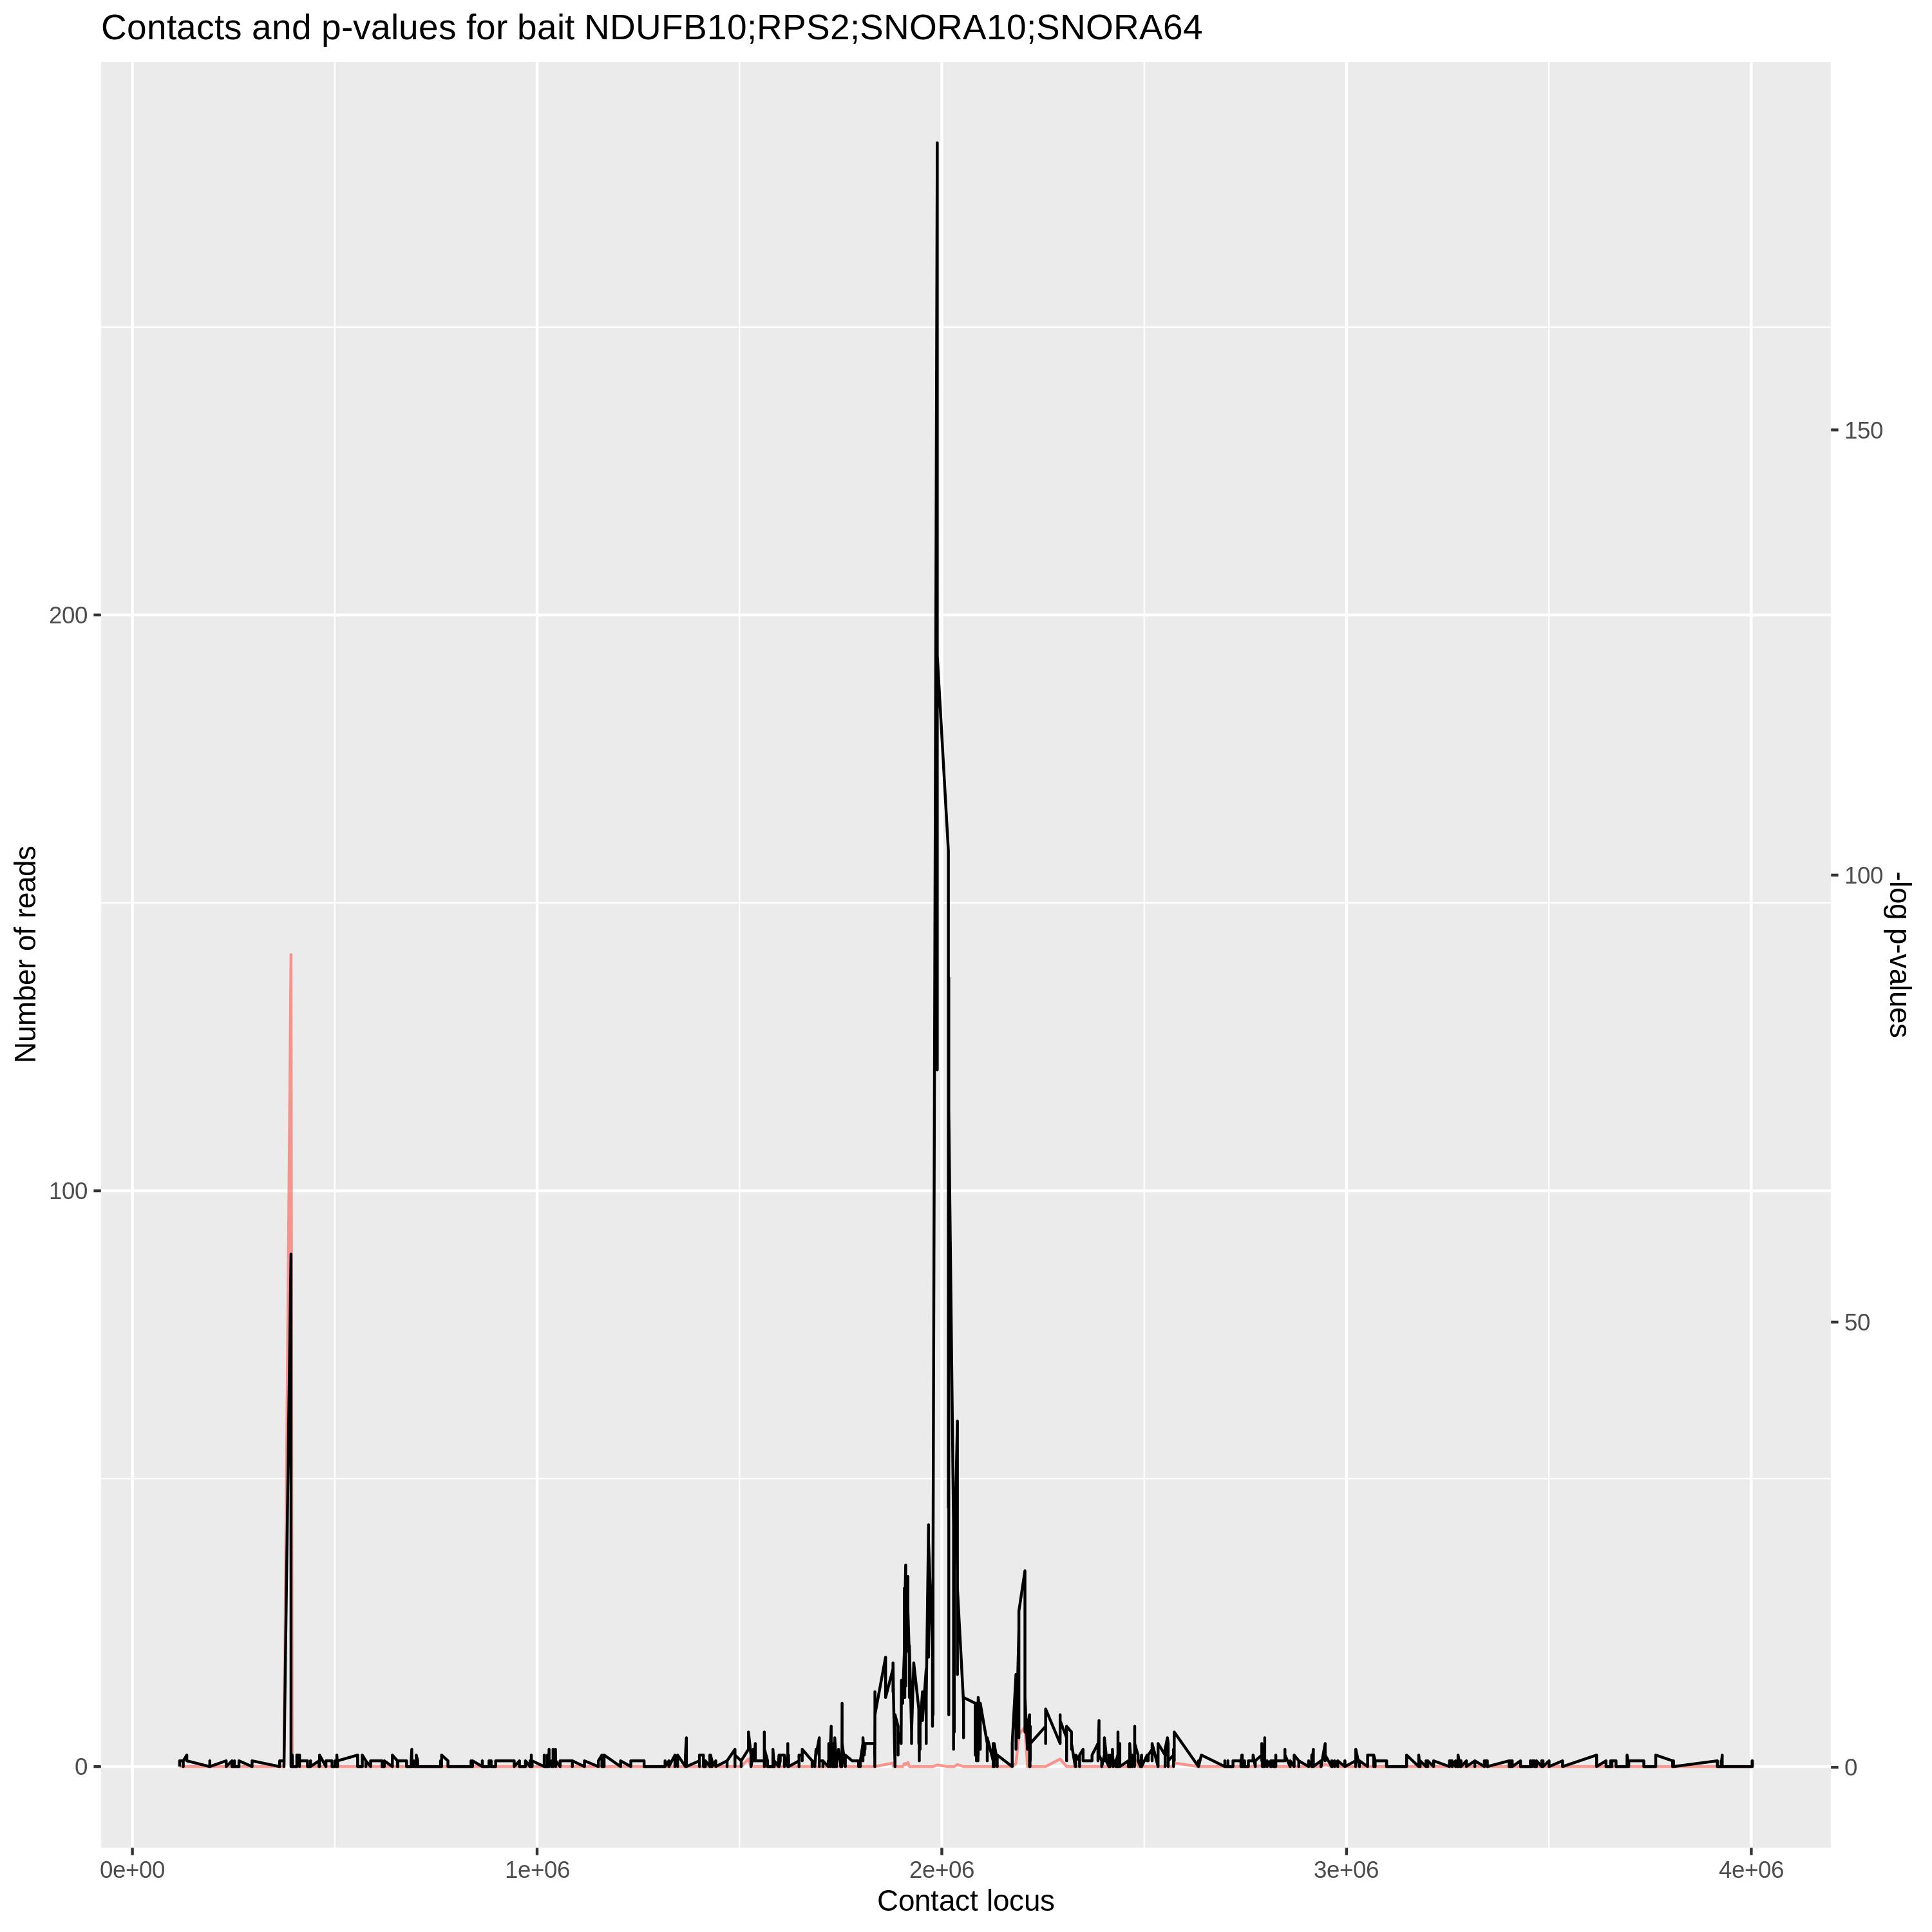 Contacts and p-values for bait NDUFB10;RPS2;SNORA10;SNORA64
Number of reads
200
100
0
150
100
50
0
-log p-values
0e+00
1e+06
2e+06
3e+06
4e+06
Contact locus